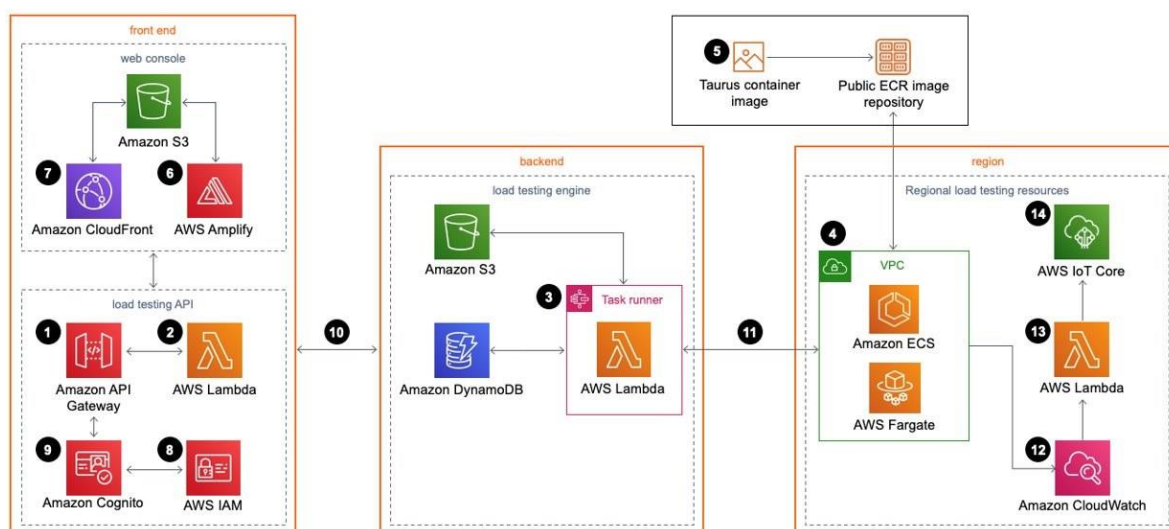 front end
web console
Amazon S3
7
Amazon CloudFront
6
AWS Amplify
load testing API
1
Amazon API
Gateway
2
AWS Lambda
9
Amazon Cognito
8
AWS IAM
10
backend
load testing engine
Amazon S3
3
Task runner
Amazon DynamoDB
AWS Lambda
11
5
Taurus container
image
Public ECR image
repository
region
Regional load testing resources
4
VPC
Amazon ECS
AWS Fargate
14
AWS IoT Core
13
AWS Lambda
12
Amazon CloudWatch